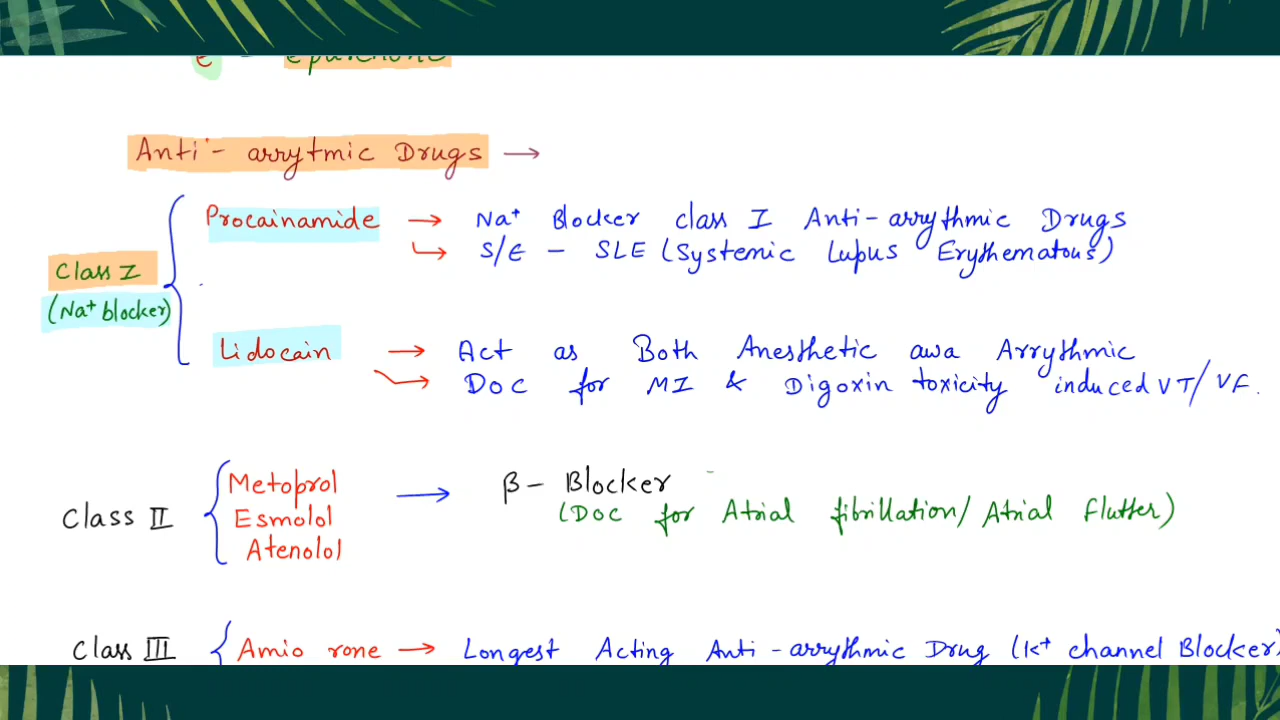 e - eplerenone
Anti - arrytmic Drugs →
Procainamide → Na+ Blocker class I Anti-arrythmic Drugs
↳ S/E - SLE (Systemic Lupus Erythematous)
Class I
(Na+ blocker)
Lidocain → Act as Both Anesthetic awa Arrythmic
↳ DOC for MI & Digoxin toxicity induced VT/VF.
Metoprol
Class II Esmolol → β- Blocker
(DOC for Atrial fibrillation/Atrial Flutter)
Atenolol
Class III Amio rone → Longest Acting Anti-arrythmic Drug (K+ channel Blocker)